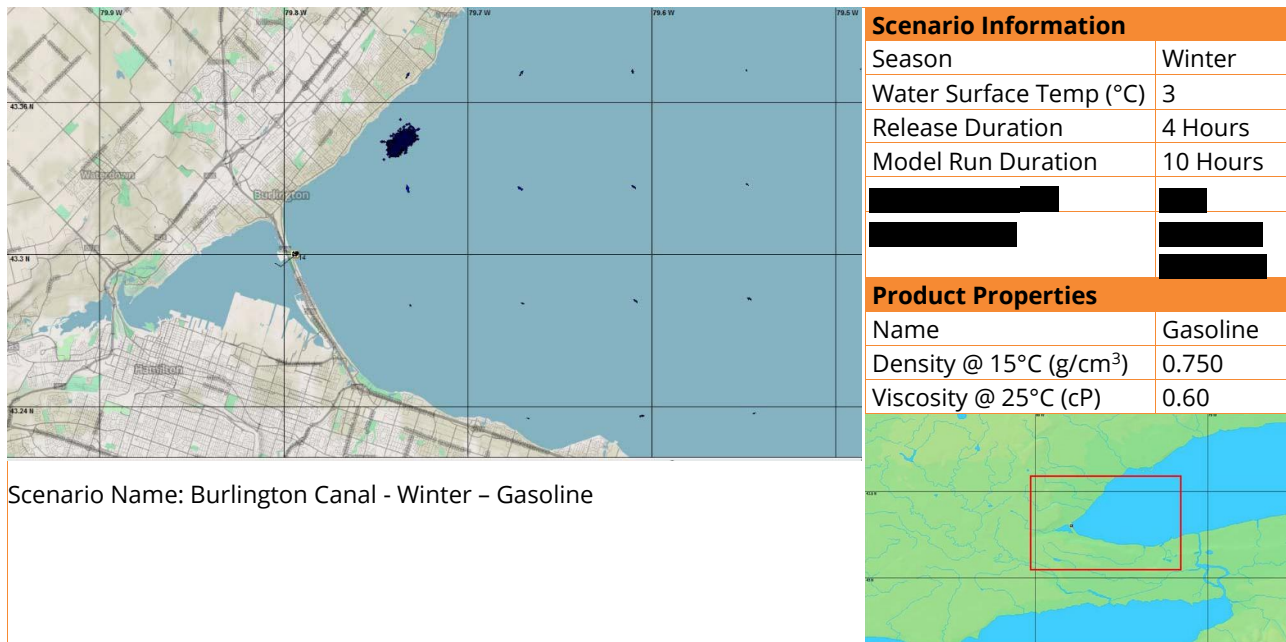 79.9 W
79.8 W
79.7 W
79.6 W
79.5 W
43.36 N
Waterdown
Burlington
43.3 N
14
Hamilton
43.24 N
Scenario Name: Burlington Canal - Winter – Gasoline
Scenario Information
Season Winter
Water Surface Temp (°C) 3
Release Duration 4 Hours
Model Run Duration 10 Hours
Product Properties
Name Gasoline
Density @ 15°C (g/cm³) 0.750
Viscosity @ 25°C (cP) 0.60